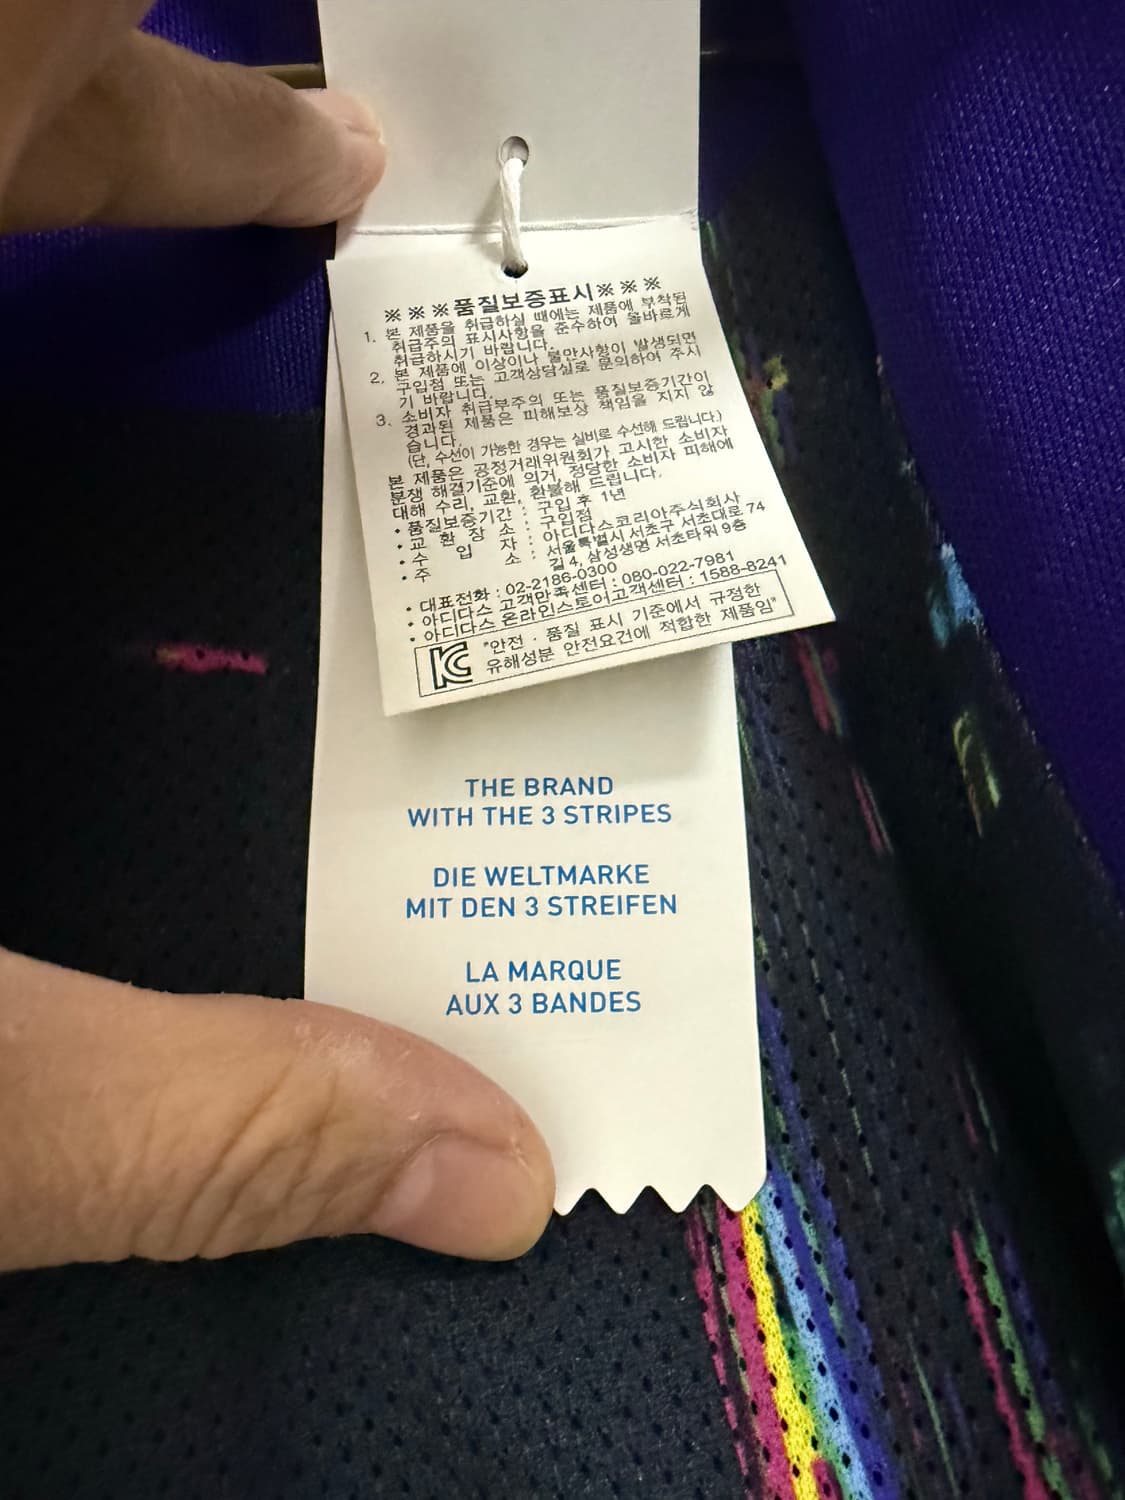 ※※※품질보증표시※※※
1. 본 제품을 취급하실 때에는 제품에 부착된
취급주의 표시사항을 준수하여 올바르게
취급하시기 바랍니다.
2. 본 제품에 이상이나 불만사항이 발생되면
구입점 또는 고객상담실로 문의하여 주시
기 바랍니다.
3. 소비자 취급부주의 또는 품질보증기간이
경과된 제품은 피해보상 책임을 지지 않
습니다.
(단, 수선이 가능한 경우는 실비로 수선해 드립니다.)
본 제품은 공정거래위원회가 고시한 소비자
분쟁 해결기준에 의거, 정당한 소비자 피해에
대해 수리, 교환, 환불해 드립니다.
• 품질보증기간 : 구입 후 1년
• 교 환 장 소 : 구입점
• 수 입 자 : 아디다스코리아주식회사
• 주 소 : 서울특별시 서초구 서초대로 74
길 4, 삼성생명 서초타워 9층
• 대표전화 : 02-2186-0300
• 아디다스 고객만족센터 : 080-022-7981
• 아디다스 온라인스토어고객센터 : 1588-8241
KC "안전 · 품질 표시 기준에서 규정한
유해성분 안전요건에 적합한 제품임"
THE BRAND
WITH THE 3 STRIPES
DIE WELTMARKE
MIT DEN 3 STREIFEN
LA MARQUE
AUX 3 BANDES